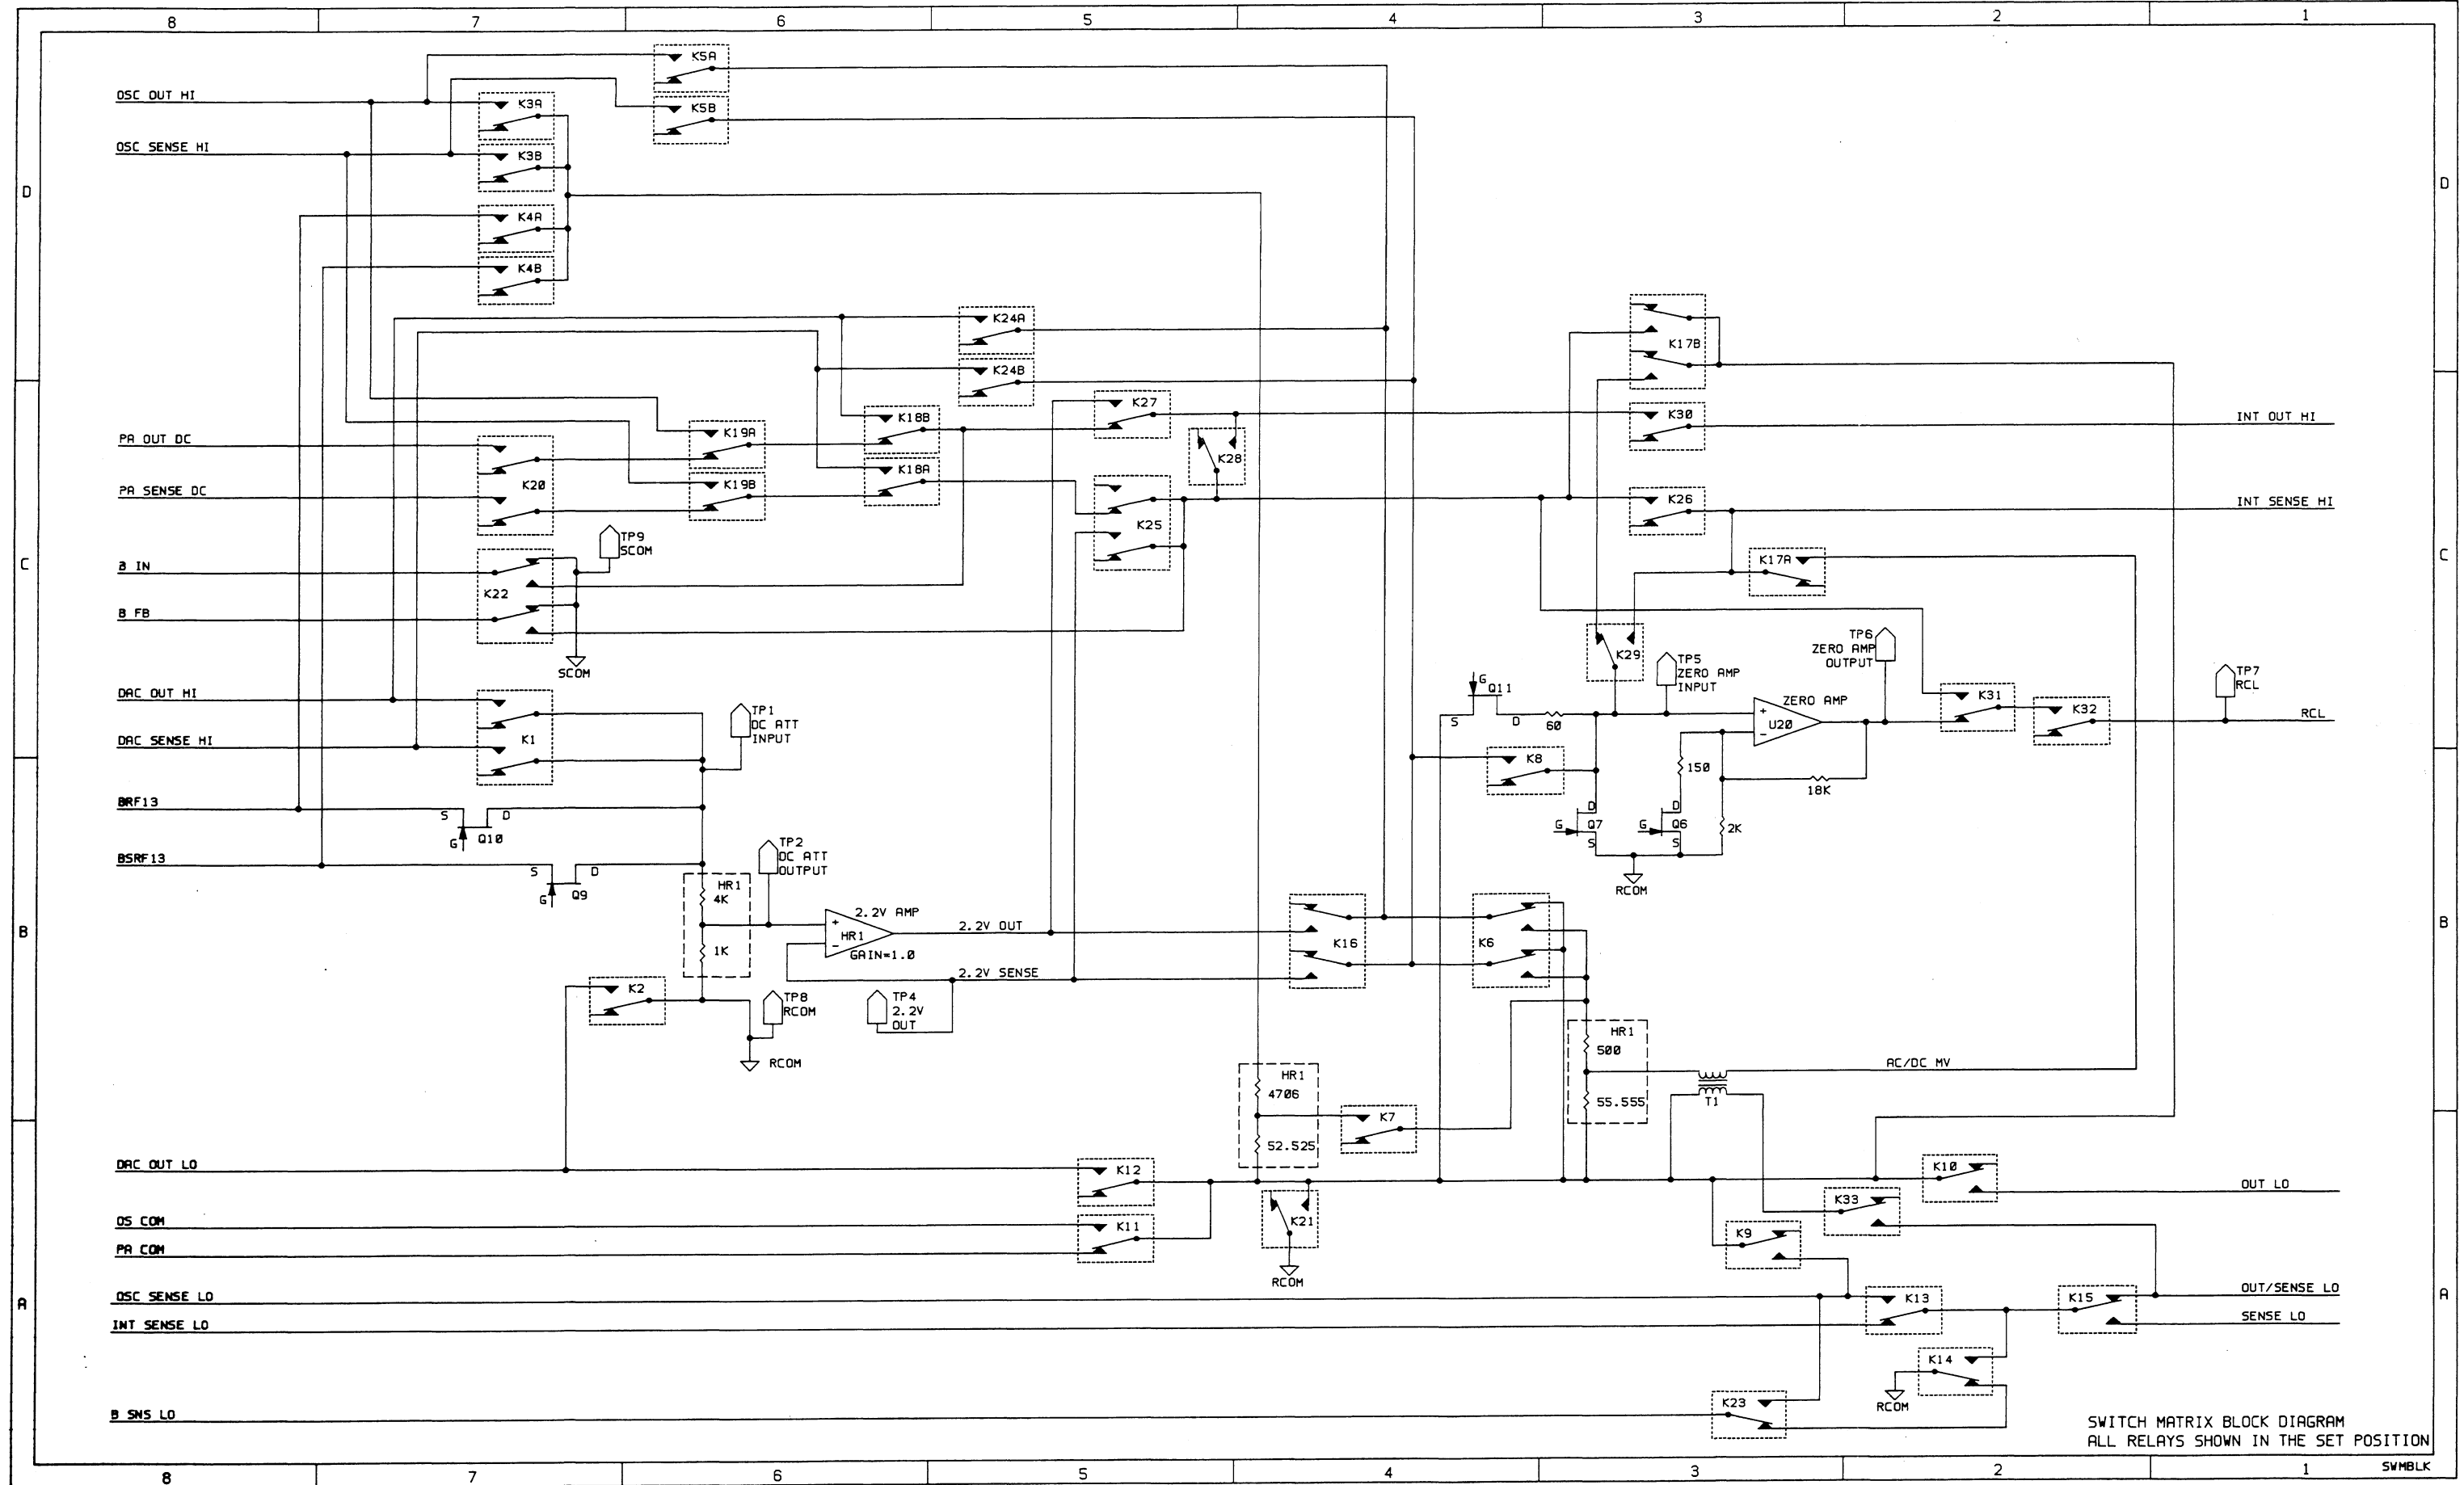 8 7 6 5 4 3 2 1
K5A
OSC OUT HI
K3A
K5B
OSC SENSE HI
K3B
D
D
K4A
K4B
K24A
K17B
K24B
K27
K30
INT OUT HI
PA OUT DC
K19A
K18B
K28
K18A
PA SENSE DC
K20
K19B
K25
K26
INT SENSE HI
TP9
SCOM
C
C
B IN
K22
K17A
B FB
SCOM
K29
TP5
ZERO AMP
INPUT
TP6
ZERO AMP
OUTPUT
TP7
RCL
DAC OUT HI
K1
TP1
DC ATT
INPUT
G
Q11
S
D
60
ZERO AMP
+
U20
-
K31
K32
RCL
DAC SENSE HI
K8
150
18K
BRF13
S
D
G
Q10
D
G
Q7
S
D
G
Q6
S
2K
RCOM
BSRF13
S
D
G
Q9
TP2
DC ATT
OUTPUT
HR1
4K
1K
2.2V AMP
+
HR1
-
GAIN=1.0
2.2V OUT
K16
K6
B
B
2.2V SENSE
K2
TP8
RCOM
TP4
2.2V
OUT
RCOM
HR1
500
55.555
AC/DC MV
T1
HR1
4706
52.525
K7
DAC OUT LO
K12
K10
OUT LO
K33
OS COM
K11
K21
K9
PA COM
RCOM
A
A
OSC SENSE LO
K13
K15
OUT/SENSE LO
INT SENSE LO
SENSE LO
K14
RCOM
K23
B SNS LO
SWITCH MATRIX BLOCK DIAGRAM
ALL RELAYS SHOWN IN THE SET POSITION
8 7 6 5 4 3 2 1
SWMBLK